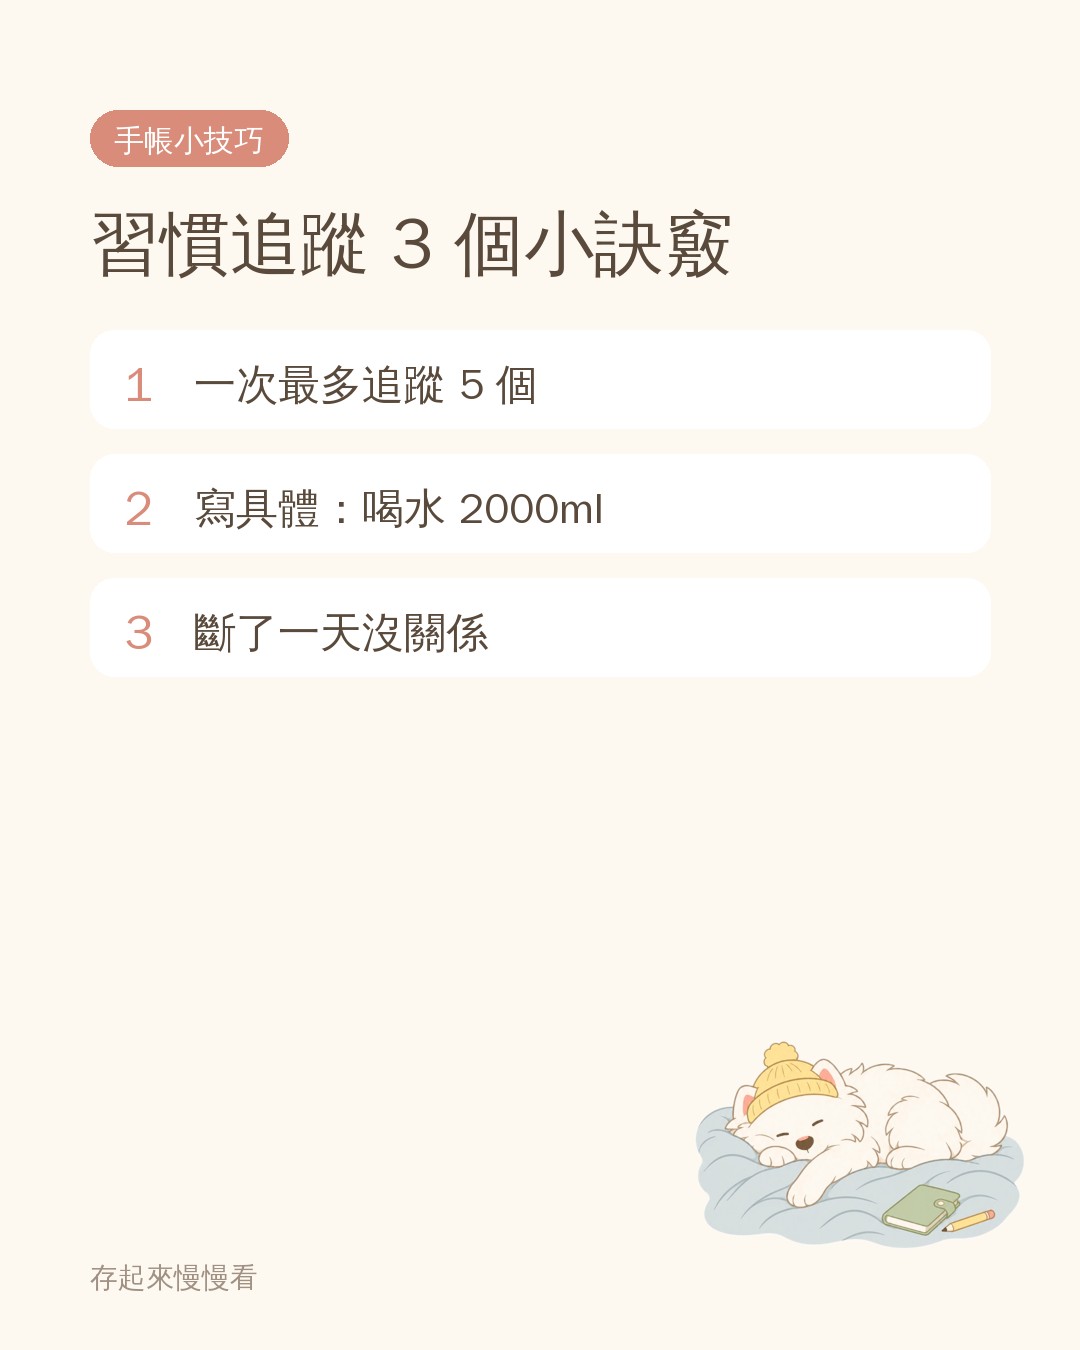 手帳小技巧
習慣追蹤 3 個小訣竅
1 一次最多追蹤 5 個
2 寫具體：喝水 2000ml
3 斷了一天沒關係
存起來慢慢看